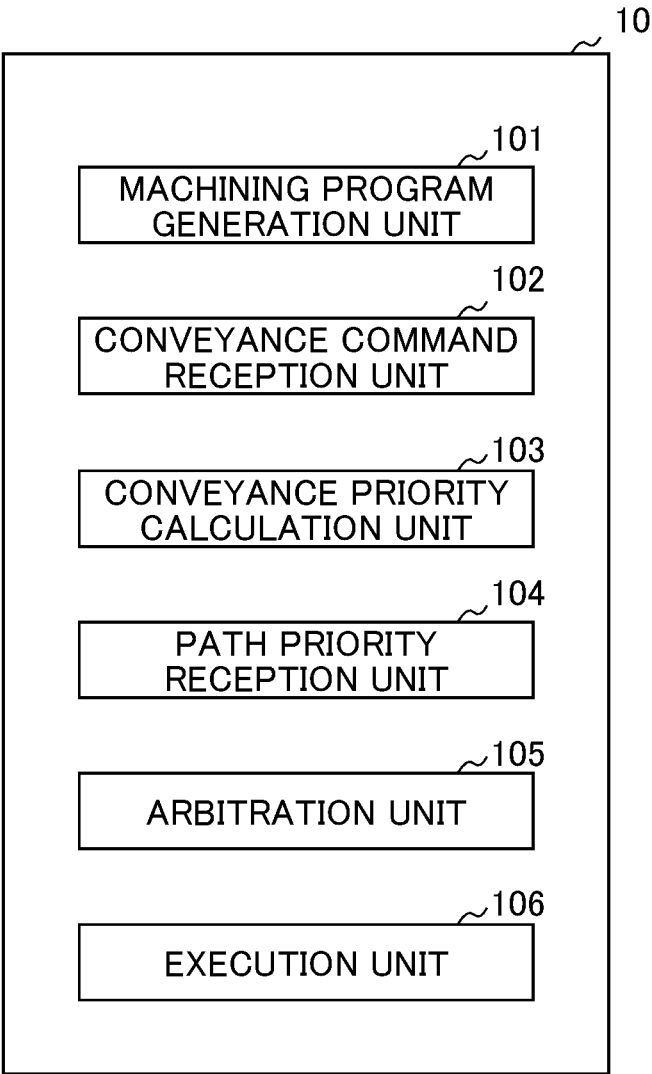 10
101
MACHINING PROGRAM
GENERATION UNIT
102
CONVEYANCE COMMAND
RECEPTION UNIT
103
CONVEYANCE PRIORITY
CALCULATION UNIT
104
PATH PRIORITY
RECEPTION UNIT
105
ARBITRATION UNIT
106
EXECUTION UNIT